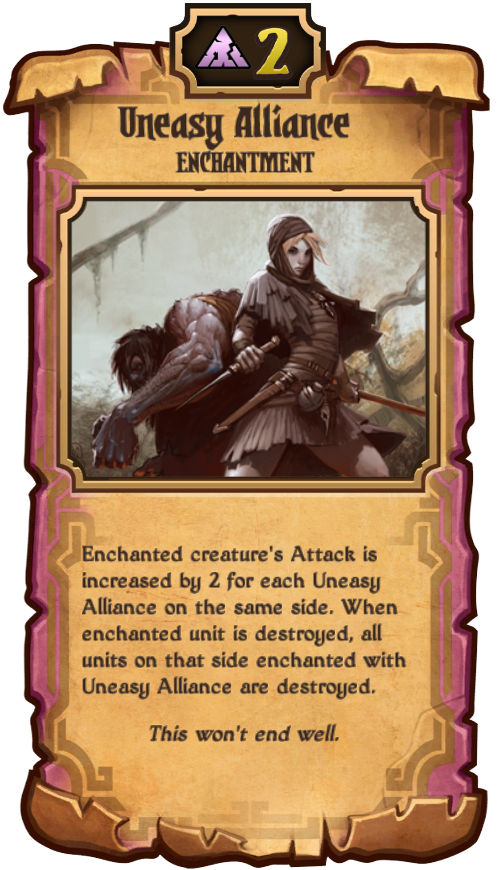 2
Uneasy Alliance
ENCHANTMENT
Enchanted creature's Attack is
increased by 2 for each Uneasy
Alliance on the same side. When
enchanted unit is destroyed, all
units on that side enchanted with
Uneasy Alliance are destroyed.
This won't end well.